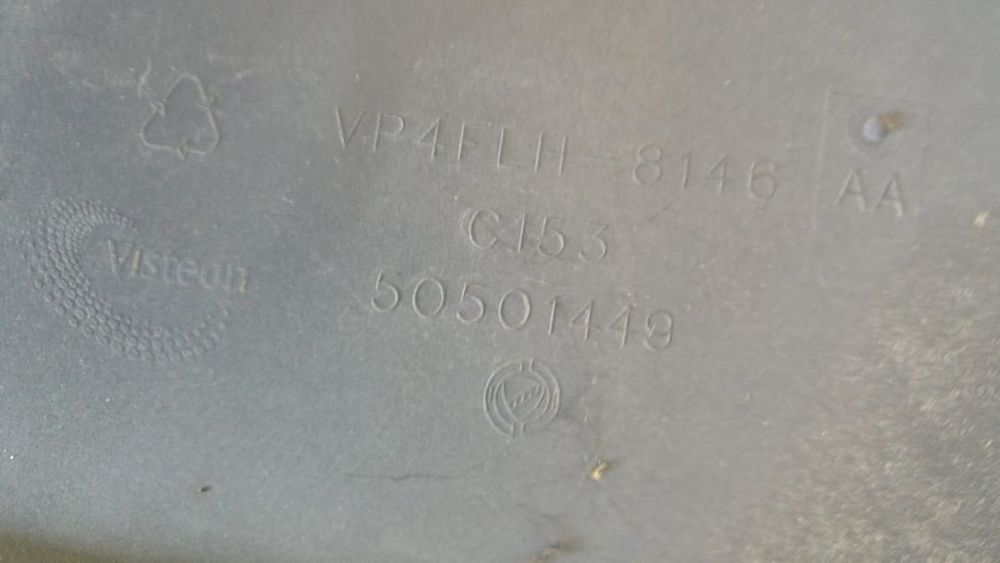 VP4FLH-8146 AA
C153
Visteon
50501449